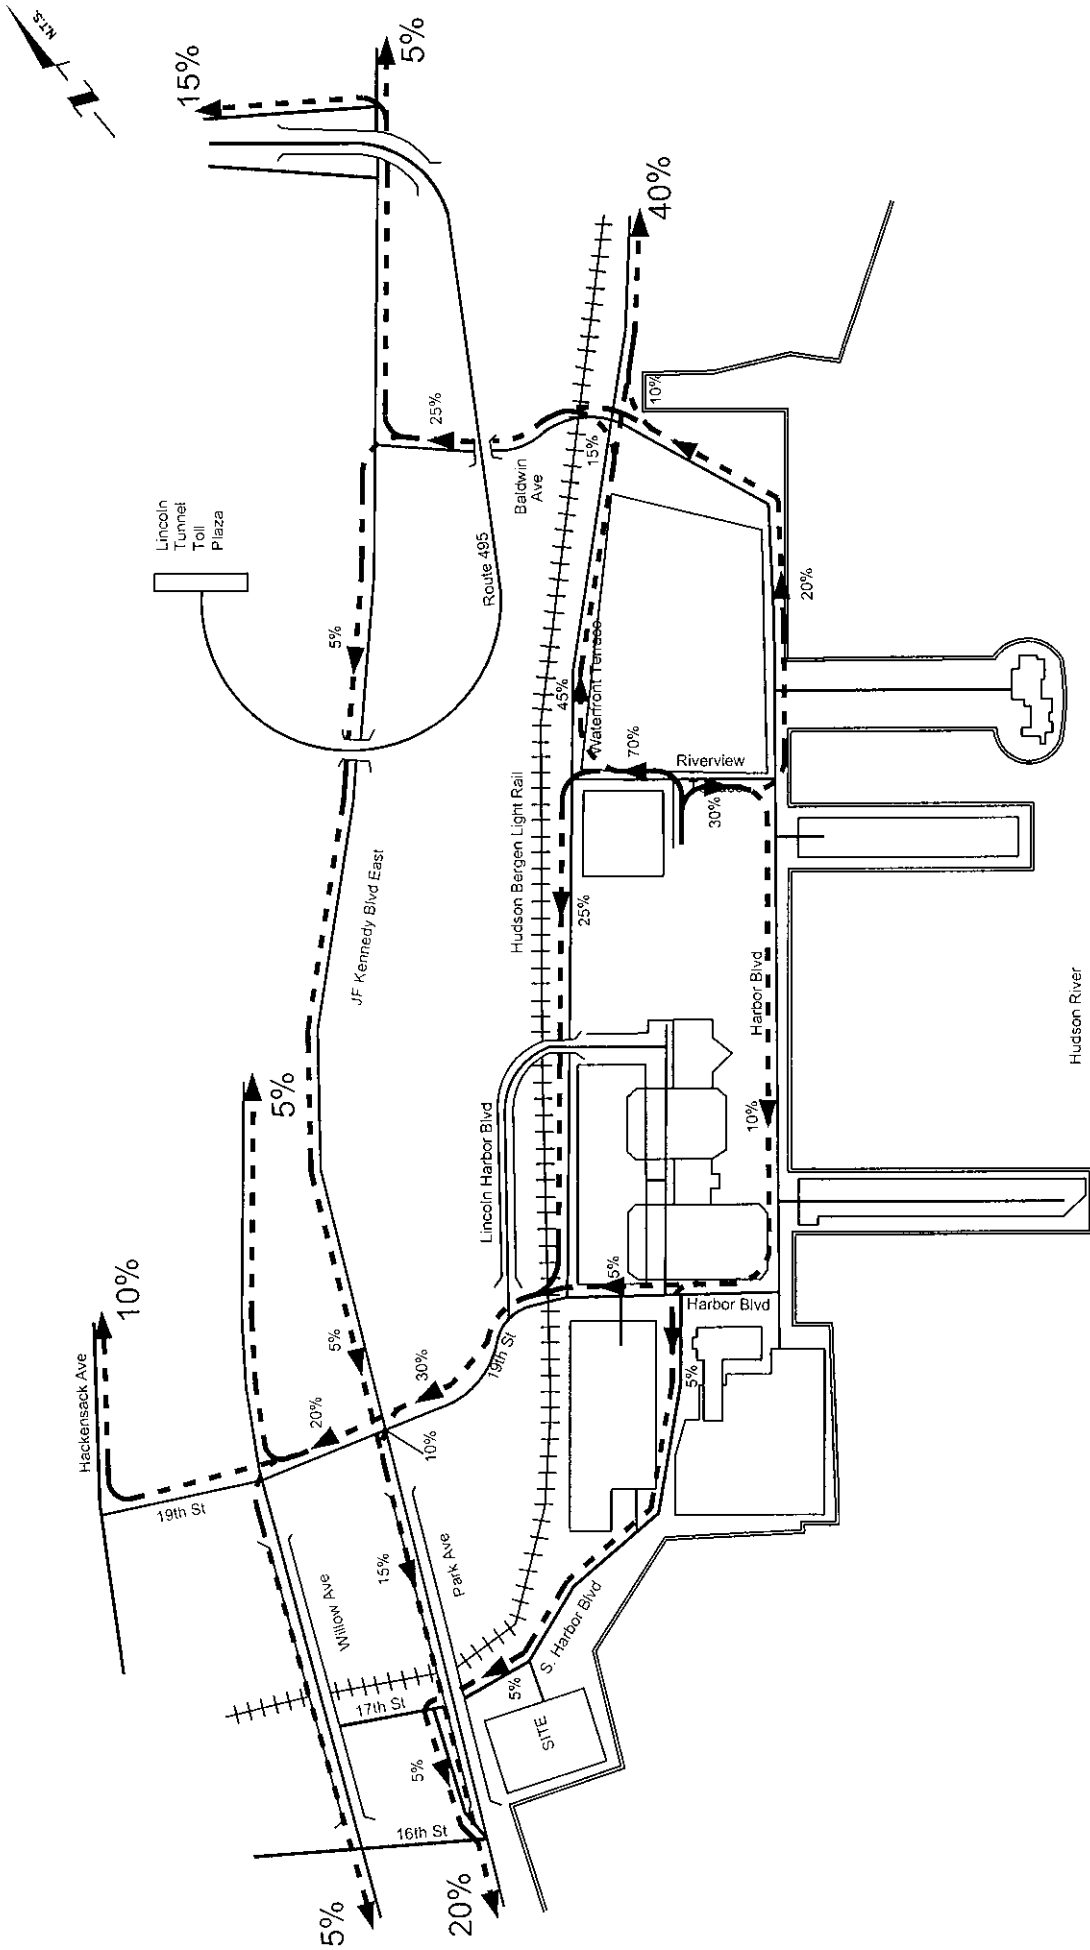 N.T.S.
15%
5%
40%
25%
10%
15%
Baldwin
Ave
Lincoln
Tunnel
Toll
Plaza
Route 495
20%
5%
45%
Waterfront Terrace
70%
Riverview
30%
Hudson Bergen Light Rail
25%
JF Kennedy Blvd East
Harbor Blvd
Hudson River
10%
Lincoln Harbor Blvd
5%
10%
5%
Harbor Blvd
Hackensack Ave
5%
30%
19th St
5%
20%
10%
19th St
15%
Park Ave
Willow Ave
S. Harbor Blvd
5%
17th St
SITE
5%
16th St
5%
20%